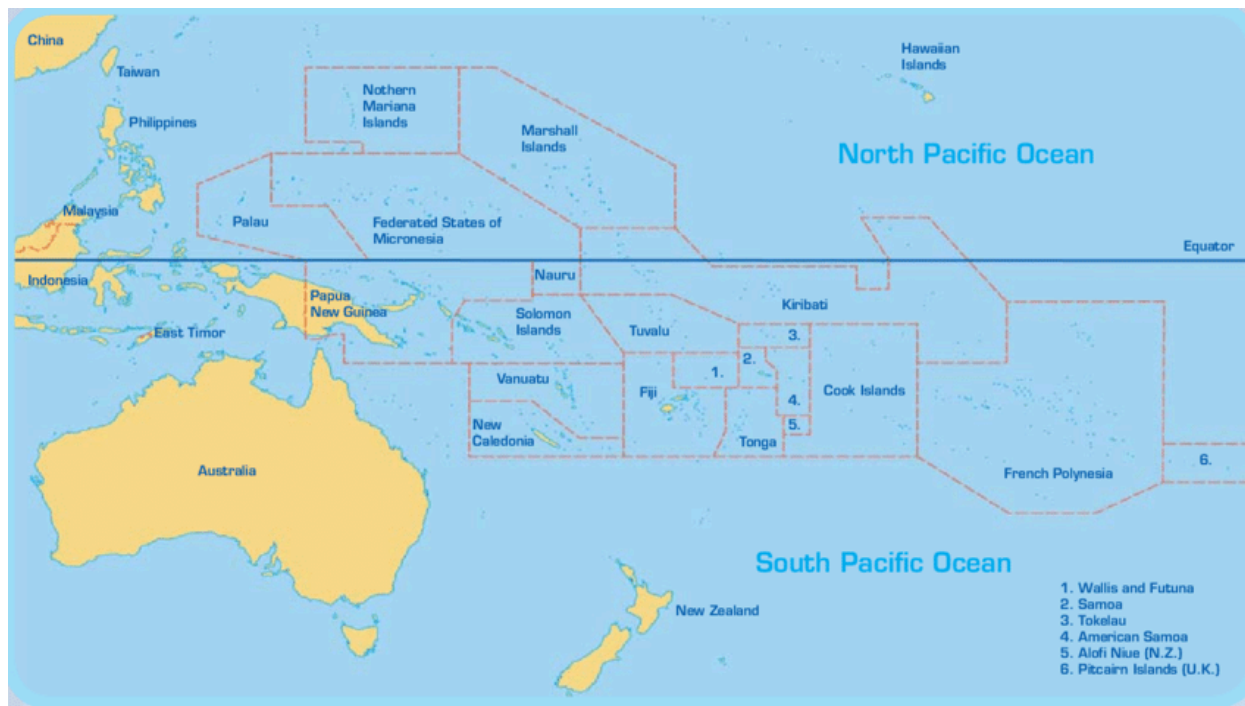 China
Taiwan
Philippines
Malaysia
Indonesia
East Timor
Palau
Nothern
Mariana
Islands
Marshall
Islands
Federated States of
Micronesia
Hawaiian
Islands
North Pacific Ocean
Equator
Nauru
Papua
New Guinea
Solomon
Islands
Tuvalu
Kiribati
3.
Vanuatu
Fiji
1.
2.
4.
Cook Islands
New
Caledonia
5.
Tonga
French Polynesia
6.
Australia
South Pacific Ocean
New Zealand
1. Wallis and Futuna
2. Samoa
3. Tokelau
4. American Samoa
5. Alofi Niue (N.Z.)
6. Pitcairn Islands (U.K.)